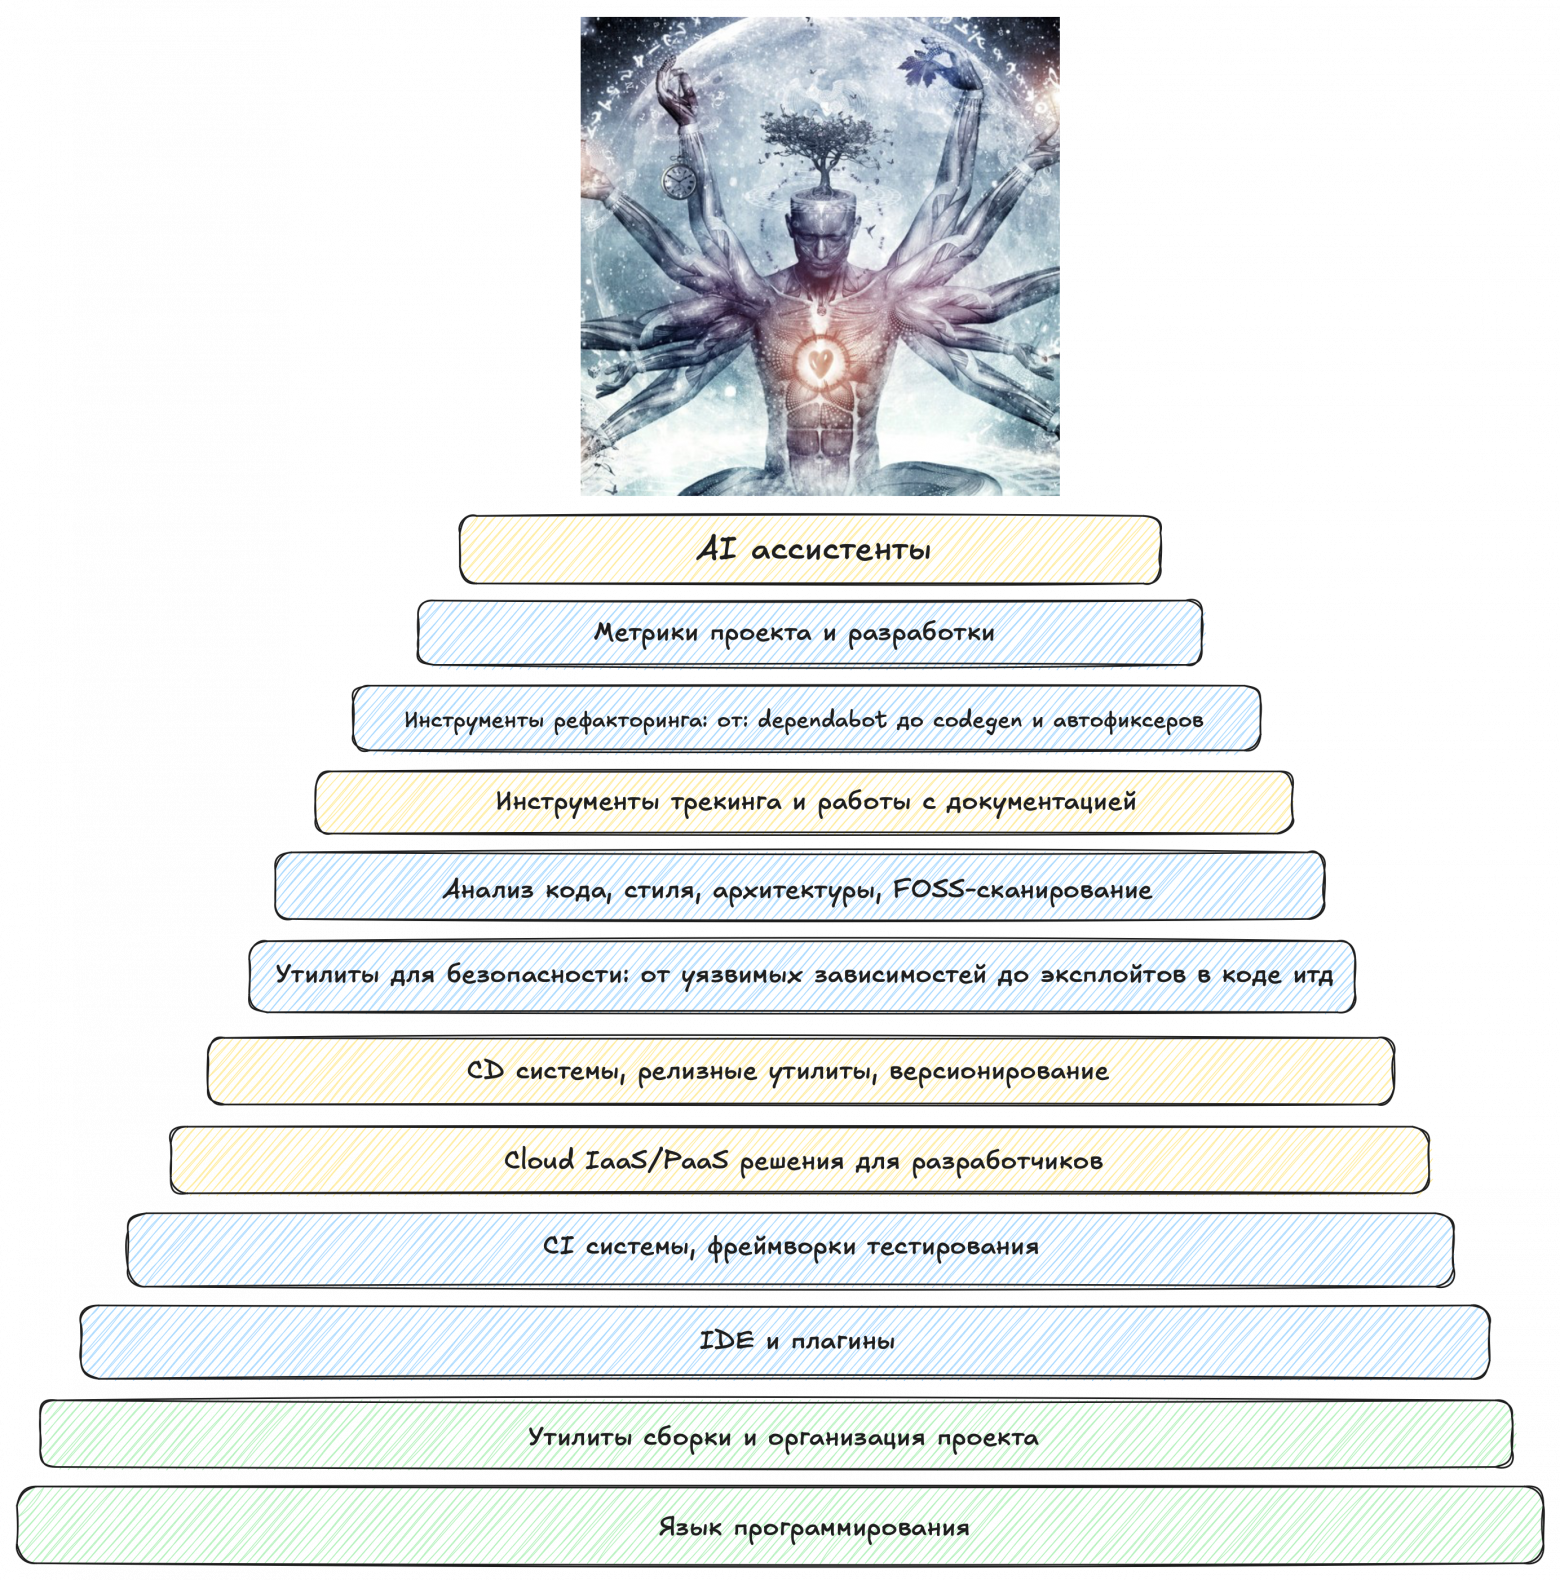 AI ассистенты
Метрики проекта и разработки
Инструменты рефакторинга: от: dependabot до codegen и автофиксеров
Инструменты трекинга и работы с документацией
Анализ кода, стиля, архитектуры, FOSS-сканирование
Утилиты для безопасности: от уязвимых зависимостей до эксплойтов в коде итд
CD системы, релизные утилиты, версионирование
Cloud IaaS/PaaS решения для разработчиков
CI системы, фреймворки тестирования
IDE и плагины
Утилиты сборки и организация проекта
Язык программирования